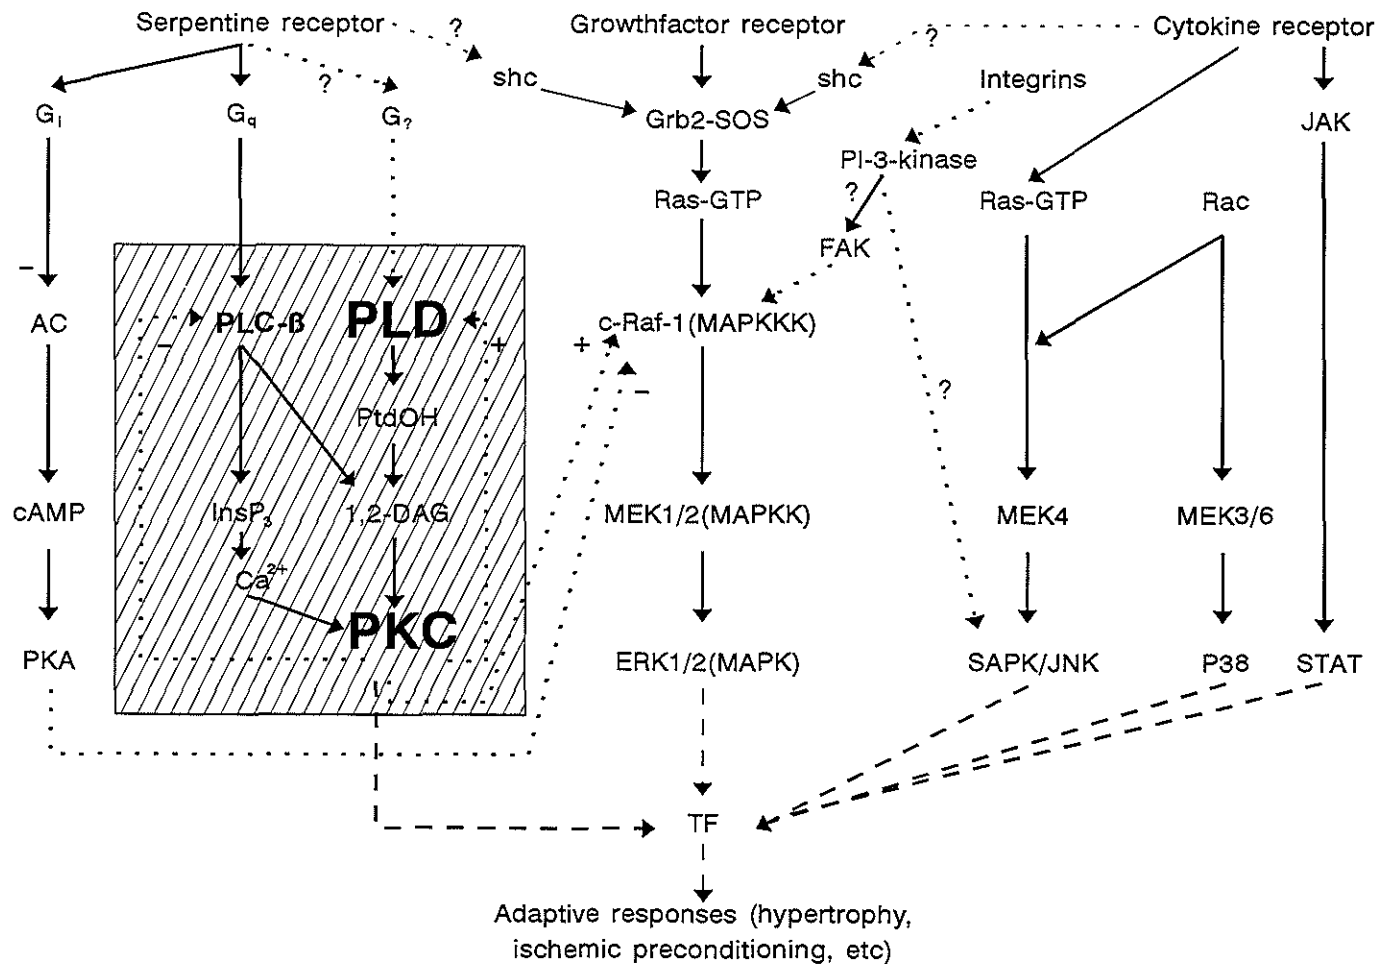 Serpentine receptor
Growthfactor receptor
Cytokine receptor
?
?
?
shc
shc
Integrins
Gᵢ
G_q
G_?
Grb2-SOS
JAK
PI-3-kinase
?
Ras-GTP
Ras-GTP
Rac
FAK
−
AC
PLC-ß
PLD
c-Raf-1(MAPKKK)
−
+
+
−
?
PtdOH
cAMP
InsP₃
1,2-DAG
MEK1/2(MAPKK)
MEK4
MEK3/6
Ca²⁺
PKC
PKA
ERK1/2(MAPK)
SAPK/JNK
P38
STAT
TF
Adaptive responses (hypertrophy,
ischemic preconditioning, etc)